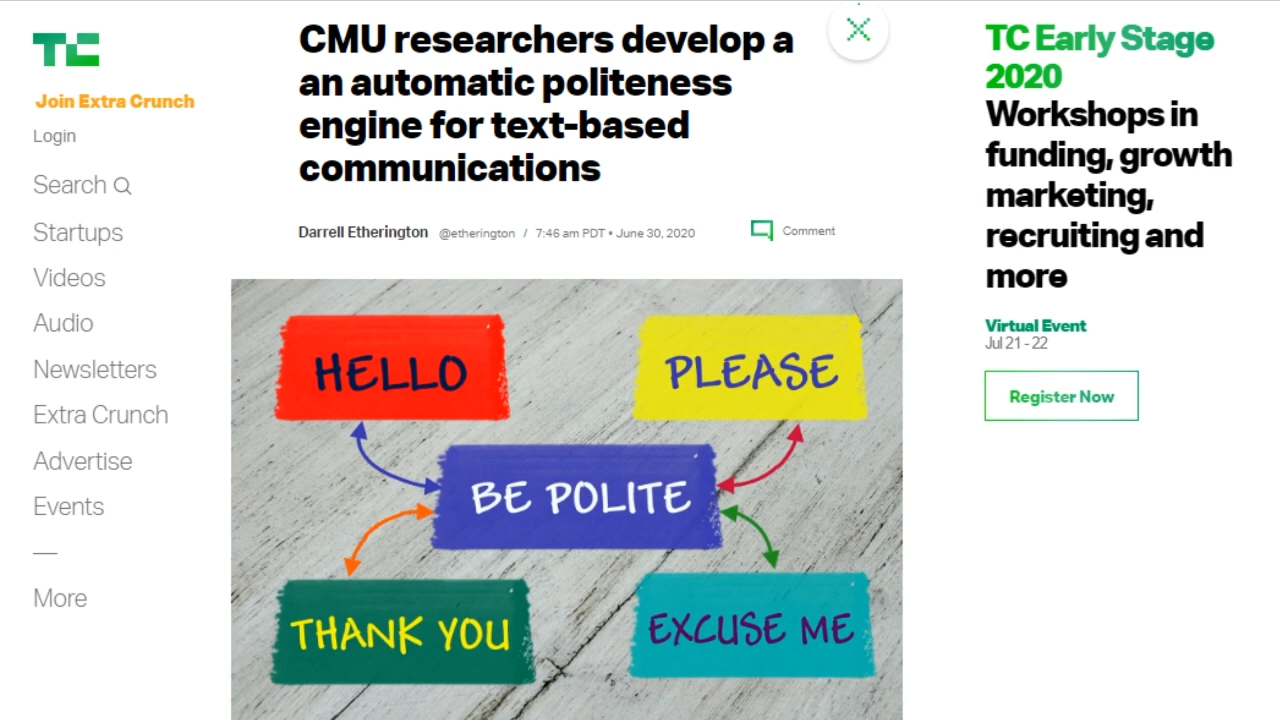 TC
Join Extra Crunch
Login
Search
Startups
Videos
Audio
Newsletters
Extra Crunch
Advertise
Events
—
More
CMU researchers develop a
an automatic politeness
engine for text-based
communications
Darrell Etherington @etherington / 7:46 am PDT • June 30, 2020
Comment
HELLO
PLEASE
BE POLITE
THANK YOU
EXCUSE ME
TC Early Stage
2020
Workshops in
funding, growth
marketing,
recruiting and
more
Virtual Event
Jul 21 - 22
Register Now